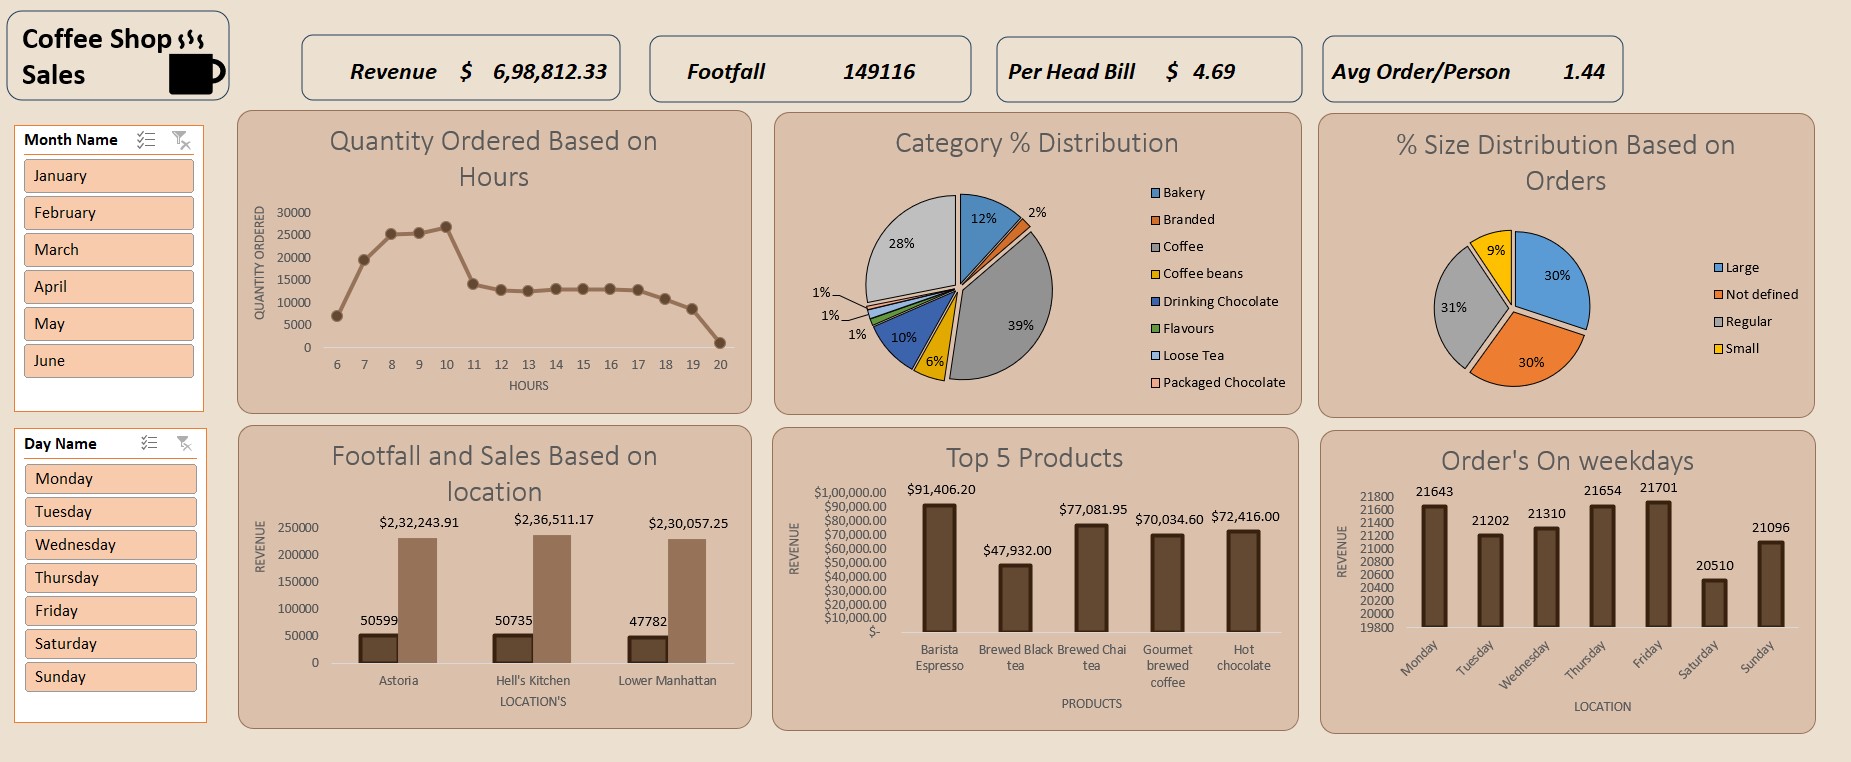 Coffee Shop
Sales
Revenue $ 6,98,812.33
Footfall 149116
Per Head Bill $ 4.69
Avg Order/Person 1.44
Month Name
January
February
March
April
May
June
Day Name
Monday
Tuesday
Wednesday
Thursday
Friday
Saturday
Sunday
Quantity Ordered Based on
Hours
QUANTITY ORDERED
30000
25000
20000
15000
10000
5000
0
6 7 8 9 10 11 12 13 14 15 16 17 18 19 20
HOURS
Category % Distribution
12%
2%
39%
6%
10%
1%
1%
1%
28%
Bakery
Branded
Coffee
Coffee beans
Drinking Chocolate
Flavours
Loose Tea
Packaged Chocolate
% Size Distribution Based on
Orders
30%
30%
31%
9%
Large
Not defined
Regular
Small
Footfall and Sales Based on
location
REVENUE
250000
200000
150000
100000
50000
0
$2,32,243.91 $2,36,511.17 $2,30,057.25
50599 50735 47782
Astoria Hell's Kitchen Lower Manhattan
LOCATION'S
Top 5 Products
REVENUE
$1,00,000.00
$90,000.00
$80,000.00
$70,000.00
$60,000.00
$50,000.00
$40,000.00
$30,000.00
$20,000.00
$10,000.00
$-
$91,406.20
$47,932.00
$77,081.95
$70,034.60
$72,416.00
Barista
Espresso
Brewed Black
tea
Brewed Chai
tea
Gourmet
brewed
coffee
Hot
chocolate
PRODUCTS
Order's On weekdays
REVENUE
21800
21600
21400
21200
21000
20800
20600
20400
20200
20000
19800
21643
21202
21310
21654
21701
20510
21096
Monday
Tuesday
Wednesday
Thursday
Friday
Saturday
Sunday
LOCATION